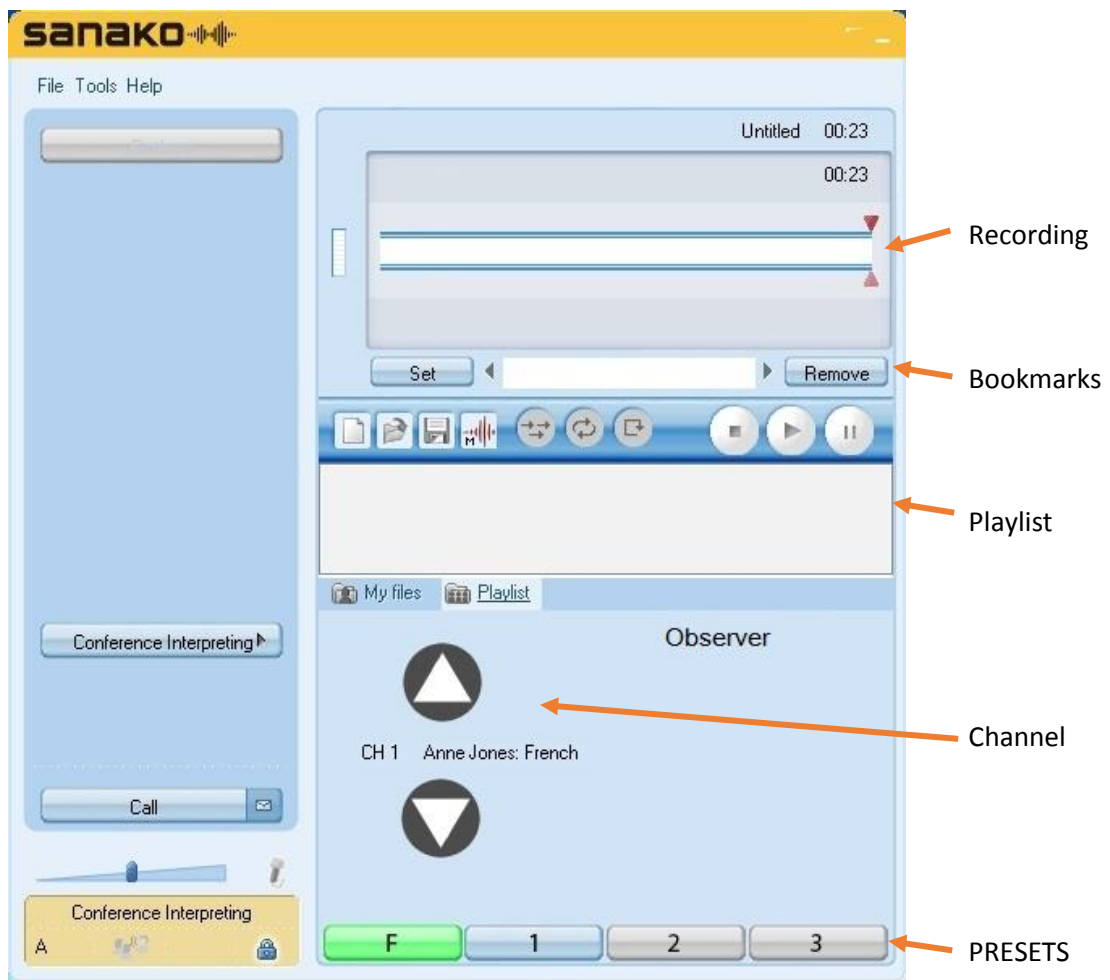 sanako
File Tools Help
Untitled 00:23
00:23
Recording
Set
Remove
Bookmarks
M
Playlist
My files Playlist
Conference Interpreting
Observer
Channel
CH 1 Anne Jones: French
Call
Conference Interpreting
A
F 1 2 3
PRESETS